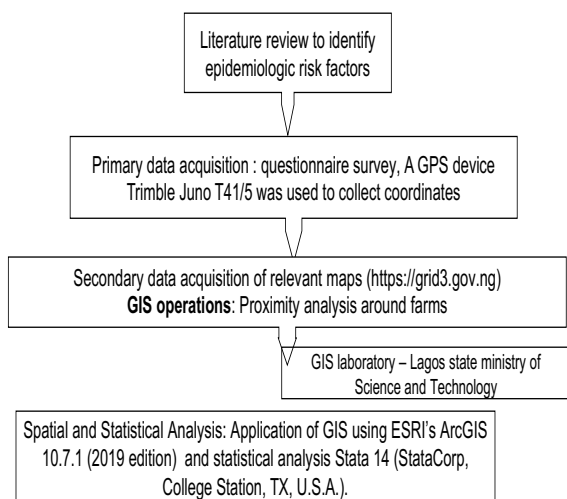 Literature review to identify
epidemiologic risk factors
Primary data acquisition : questionnaire survey, A GPS device
Trimble Juno T41/5 was used to collect coordinates
Secondary data acquisition of relevant maps (https://grid3.gov.ng)
GIS operations: Proximity analysis around farms
GIS laboratory – Lagos state ministry of
Science and Technology
Spatial and Statistical Analysis: Application of GIS using ESRI's ArcGIS
10.7.1 (2019 edition) and statistical analysis Stata 14 (StataCorp,
College Station, TX, U.S.A.).